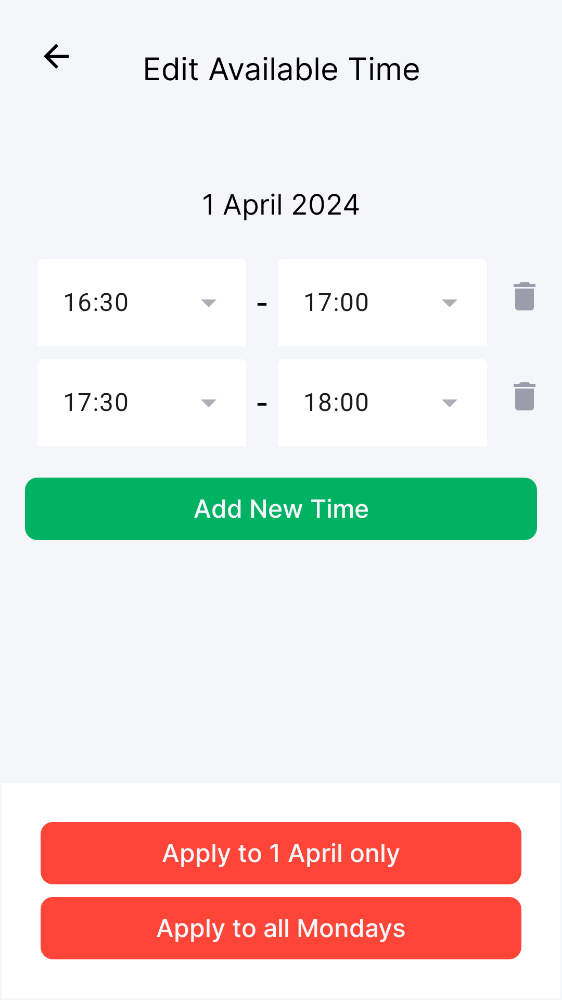 Edit Available Time
1 April 2024
16:30 - 17:00
17:30 - 18:00
Add New Time
Apply to 1 April only
Apply to all Mondays